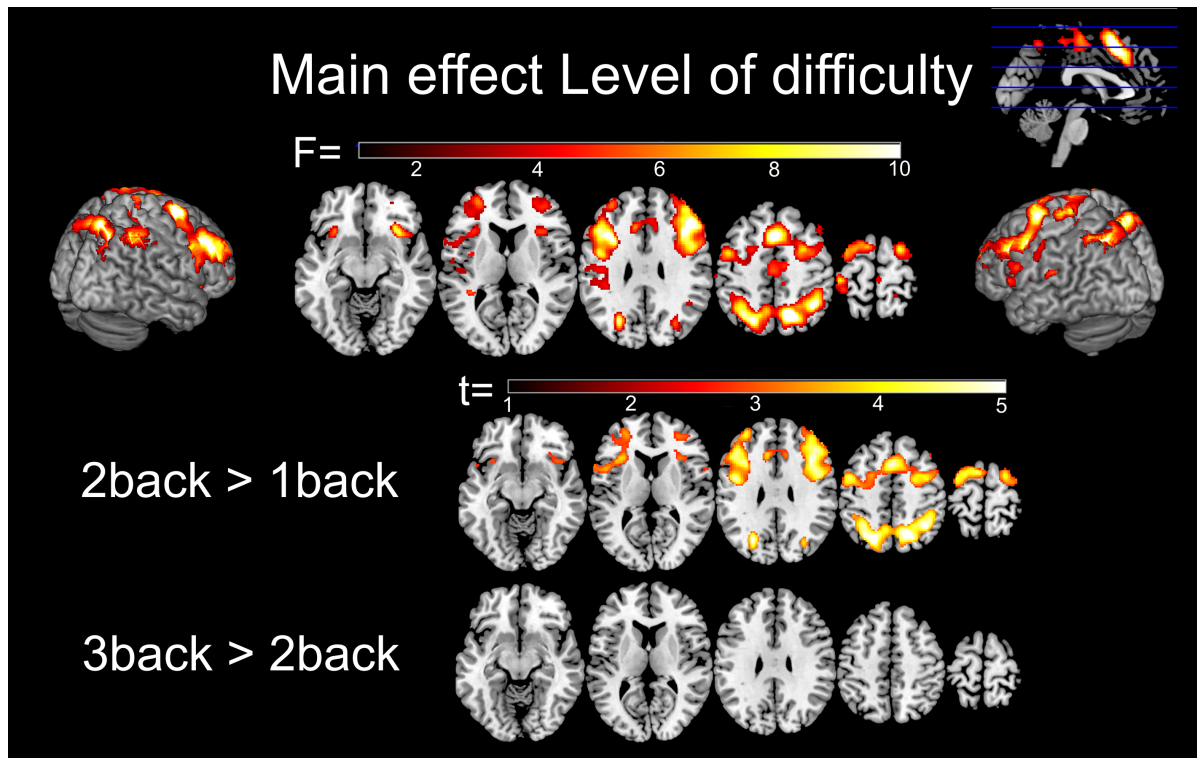 Main effect Level of difficulty
F=
2 4 6 8 10
t=
1 2 3 4 5
2back > 1back
3back > 2back